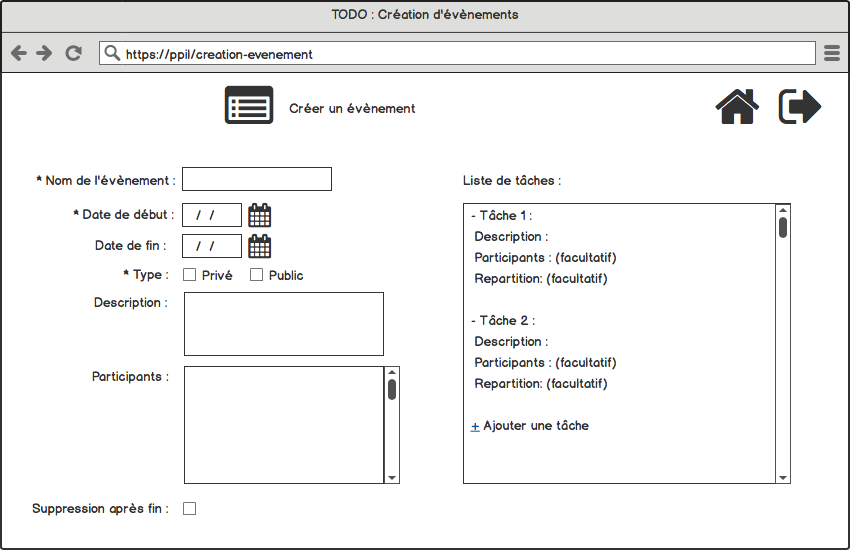 TODO : Création d'évènements
https://ppil/creation-evenement
Créer un évènement
* Nom de l'évènement :
* Date de début : / /
Date de fin : / /
* Type : Privé Public
Description :
Participants :
Suppression après fin :
Liste de tâches :
- Tâche 1 :
Description :
Participants : (facultatif)
Repartition: (facultatif)
- Tâche 2 :
Description :
Participants : (facultatif)
Repartition: (facultatif)
+ Ajouter une tâche